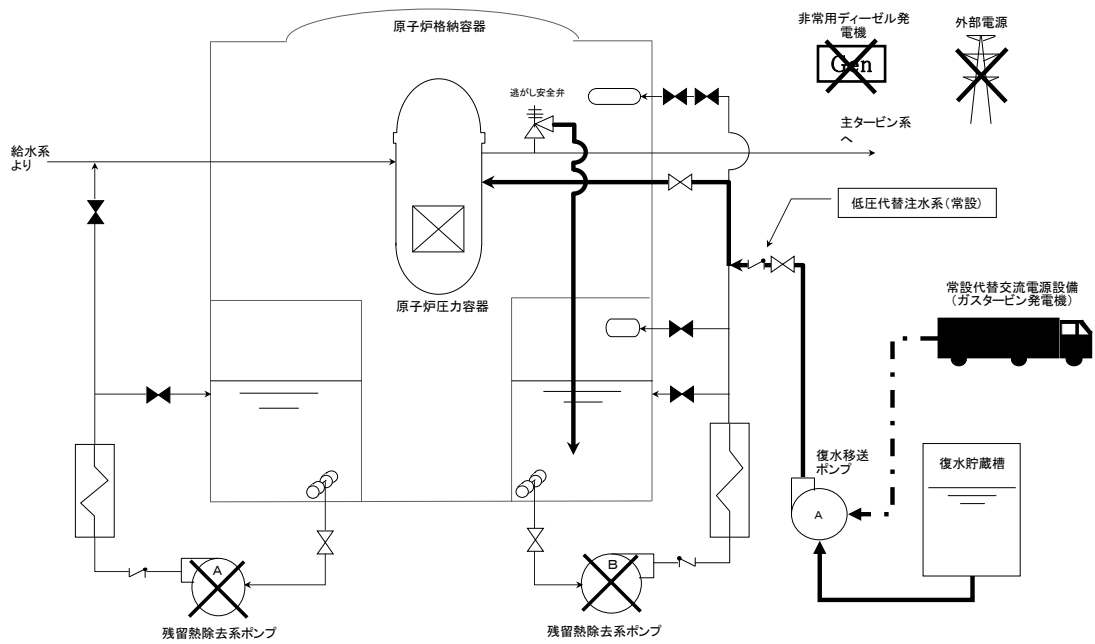 原子炉格納容器
非常用ディーゼル発
電機
Gen
外部電源
逃がし安全弁
主タービン系
へ
給水系
より
低圧代替注水系(常設)
原子炉圧力容器
常設代替交流電源設備
(ガスタービン発電機)
復水移送
ポンプ
A
復水貯蔵槽
A
残留熱除去系ポンプ
B
残留熱除去系ポンプ